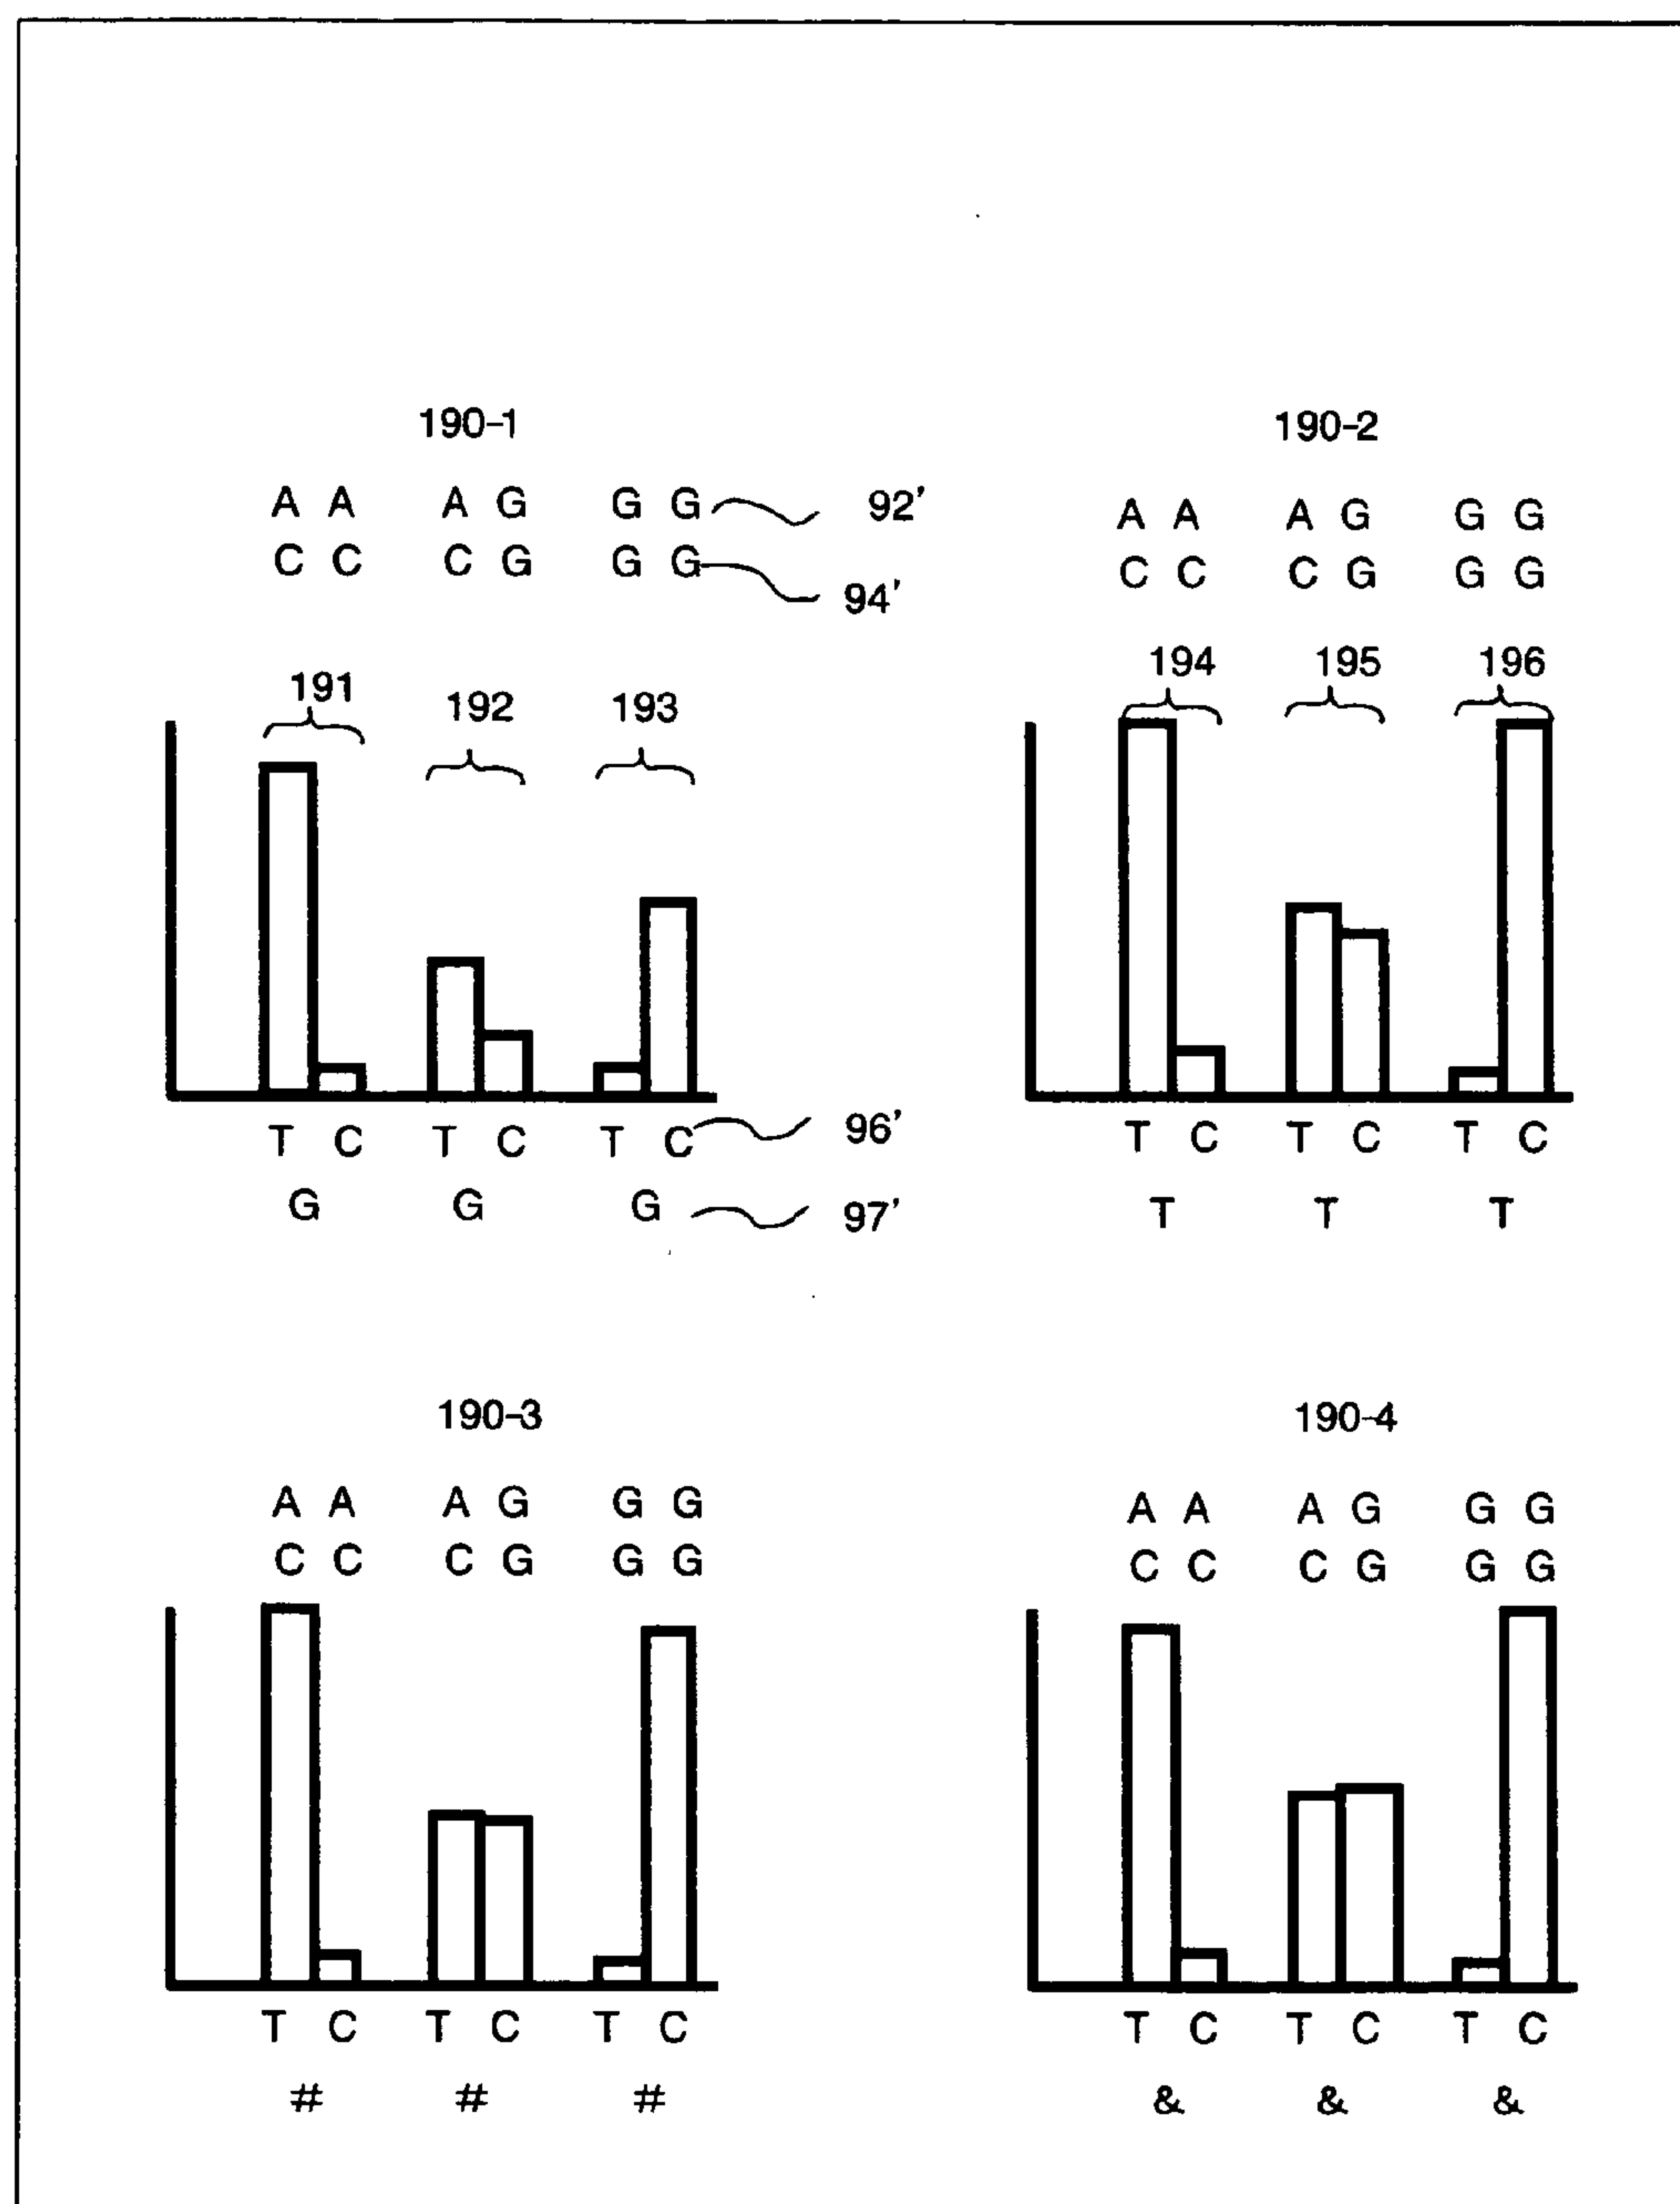 190-1
A A A G G G 92'
C C C G G G 94'
191 192 193
T C T C T C 96'
G G G 97'
190-2
A A A G G G
C C C G G G
194 195 196
T C T C T C
T T T
190-3
A A A G G G
C C C G G G
T C T C T C
# # #
190-4
A A A G G G
C C C G G G
T C T C T C
& & &